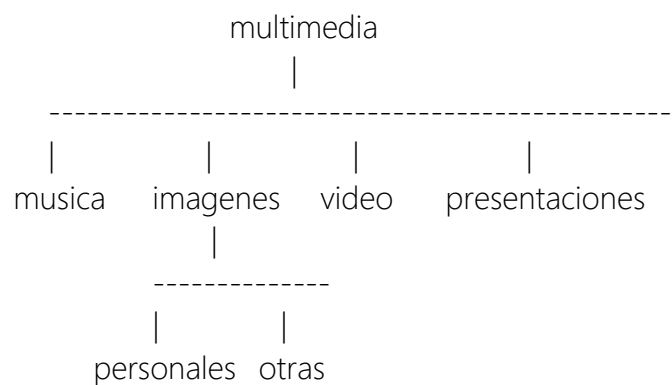 multimedia
|
--------------------------------------------------
| | | |
musica imagenes video presentaciones
|
--------------
| |
personales otras